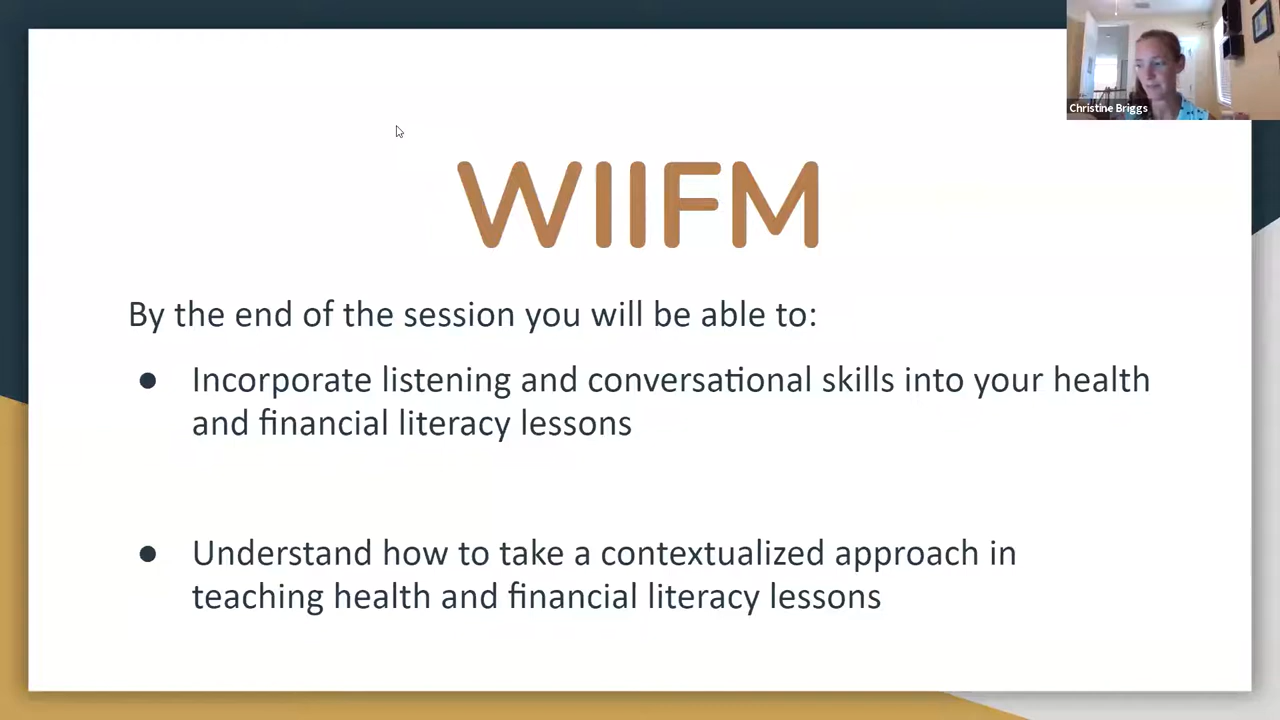 Christine Briggs
WIIFM
By the end of the session you will be able to:
● Incorporate listening and conversational skills into your health
and financial literacy lessons
● Understand how to take a contextualized approach in
teaching health and financial literacy lessons